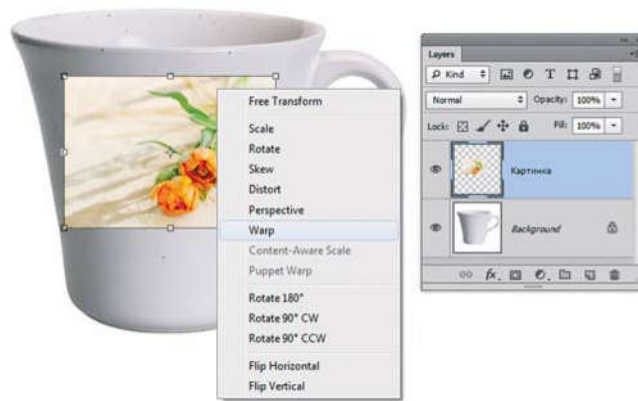 Free Transform
Scale
Rotate
Skew
Distort
Perspective
Warp
Content-Aware Scale
Puppet Warp
Rotate 180°
Rotate 90° CW
Rotate 90° CCW
Flip Horizontal
Flip Vertical
Layers
Kind
Normal Opacity: 100%
Lock: Fill: 100%
Картинка
Background
fx